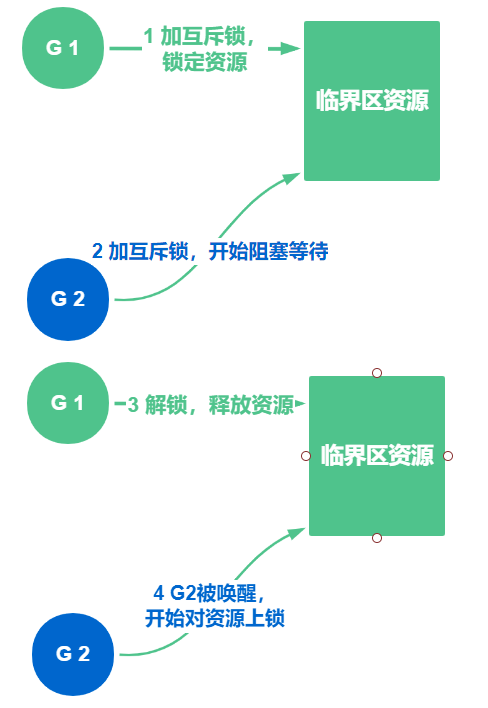 G 1
1 加互斥锁，
锁定资源
临界区资源
2 加互斥锁，开始阻塞等待
G 2
G 1
3 解锁，释放资源
临界区资源
4 G2被唤醒，
开始对资源上锁
G 2